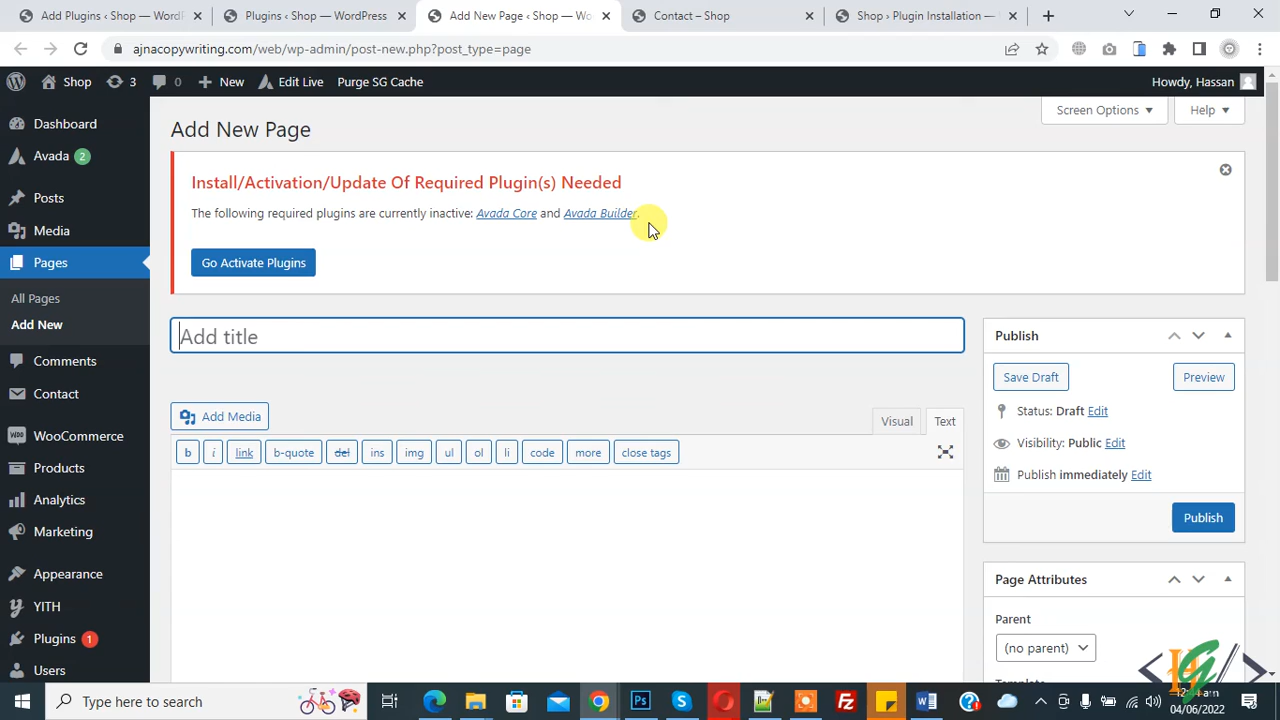 Add Plugins ‹ Shop — WordPr
Plugins ‹ Shop — WordPress
Add New Page ‹ Shop — Wo
Contact – Shop
Shop › Plugin Installation —
ajnacopywriting.com/web/wp-admin/post-new.php?post_type=page
Shop
3
0
New
Edit Live
Purge SG Cache
Howdy, Hassan
Dashboard
Avada 2
Posts
Media
Pages
All Pages
Add New
Comments
Contact
WooCommerce
Products
Analytics
Marketing
Appearance
YITH
Plugins 1
Users
Screen Options
Help
Add New Page
Install/Activation/Update Of Required Plugin(s) Needed
The following required plugins are currently inactive: Avada Core and Avada Builder.
Go Activate Plugins
Add title
Add Media
Visual
Text
b
i
link
b-quote
del
ins
img
ul
ol
li
code
more
close tags
Publish
Save Draft
Preview
Status: Draft Edit
Visibility: Public Edit
Publish immediately Edit
Publish
Page Attributes
Parent
(no parent)
Type here to search
04/06/2022